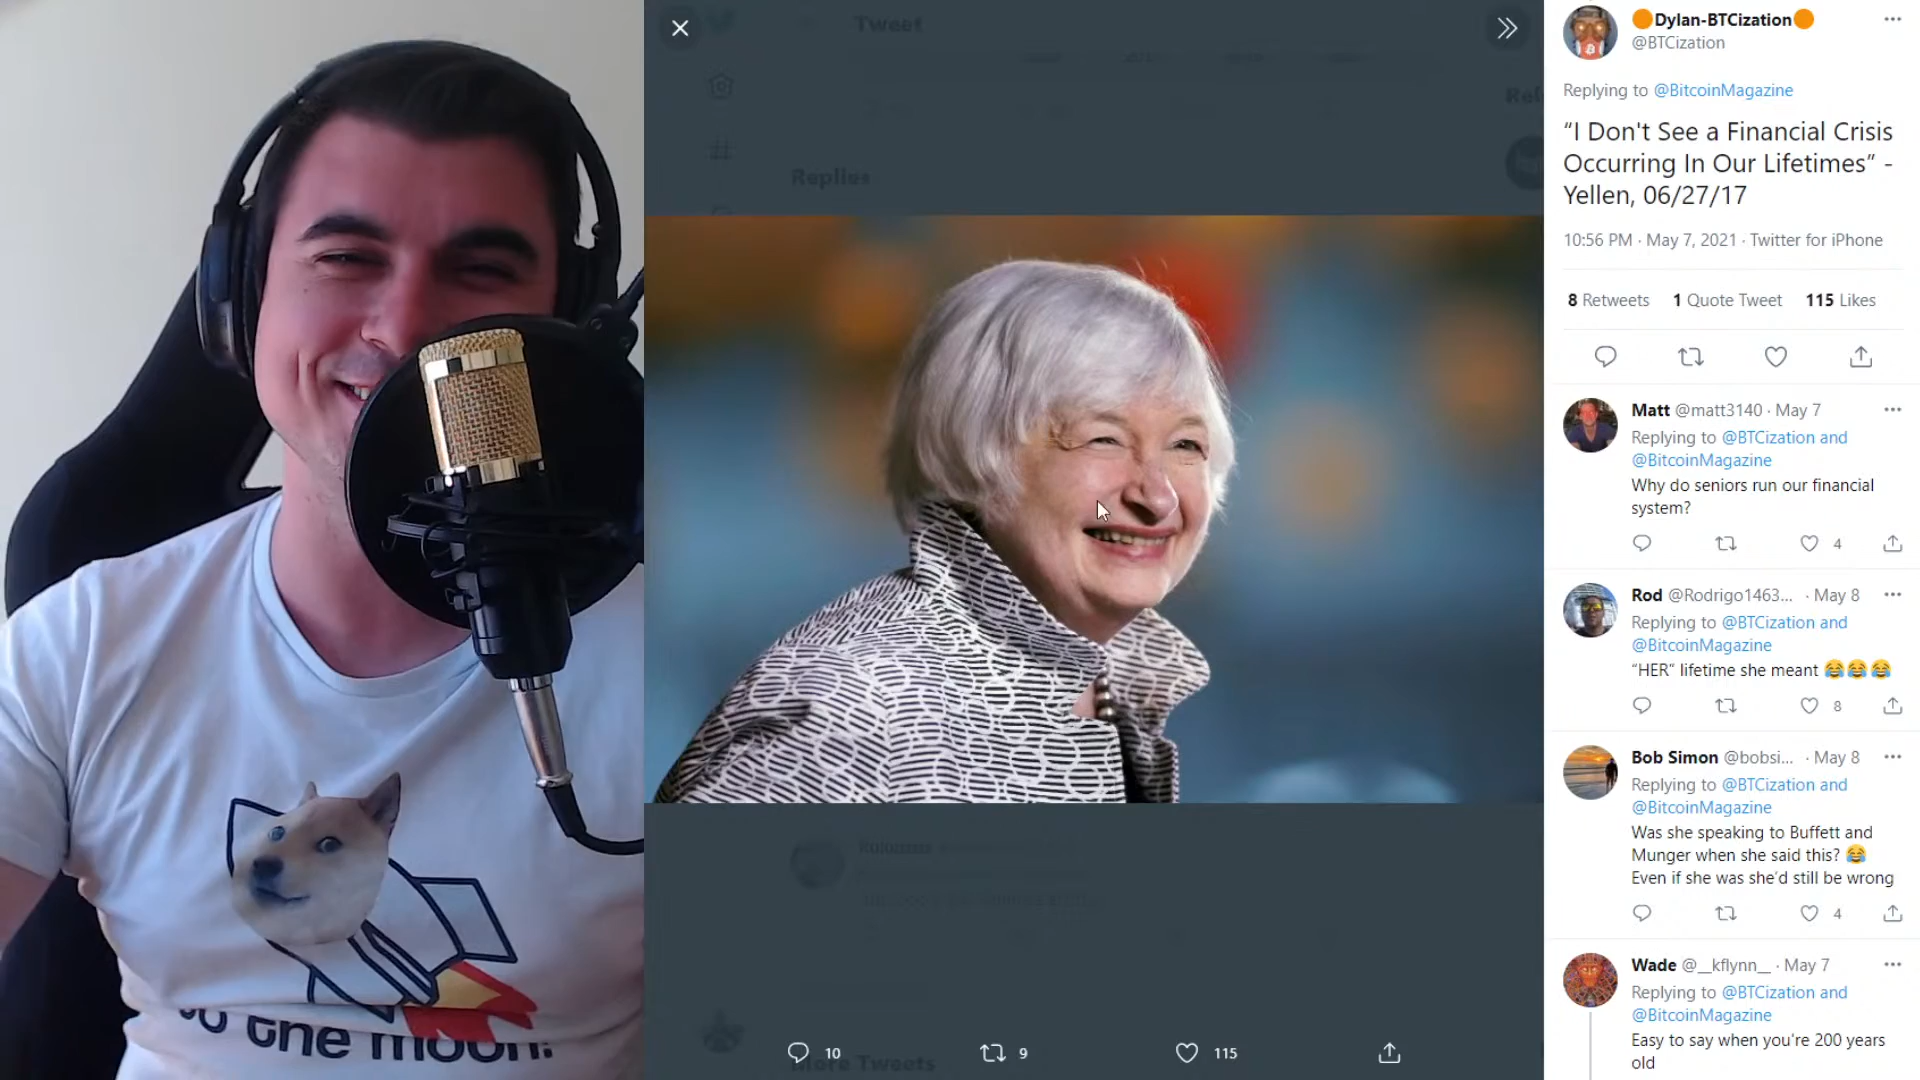 Tweet
Replies
More Tweets
10
9
115
Dylan-BTCization
@BTCization
Replying to @BitcoinMagazine
“I Don't See a Financial Crisis
Occurring In Our Lifetimes” -
Yellen, 06/27/17
10:56 PM · May 7, 2021 · Twitter for iPhone
8 Retweets 1 Quote Tweet 115 Likes
Matt @matt3140 · May 7
Replying to @BTCization and
@BitcoinMagazine
Why do seniors run our financial
system?
4
Rod @Rodrigo1463... · May 8
Replying to @BTCization and
@BitcoinMagazine
“HER” lifetime she meant 😂😂😂
8
Bob Simon @bobsi... · May 8
Replying to @BTCization and
@BitcoinMagazine
Was she speaking to Buffett and
Munger when she said this? 😂
Even if she was she'd still be wrong
4
Wade @__kflynn__ · May 7
Replying to @BTCization and
@BitcoinMagazine
Easy to say when you're 200 years
old
to the moon!